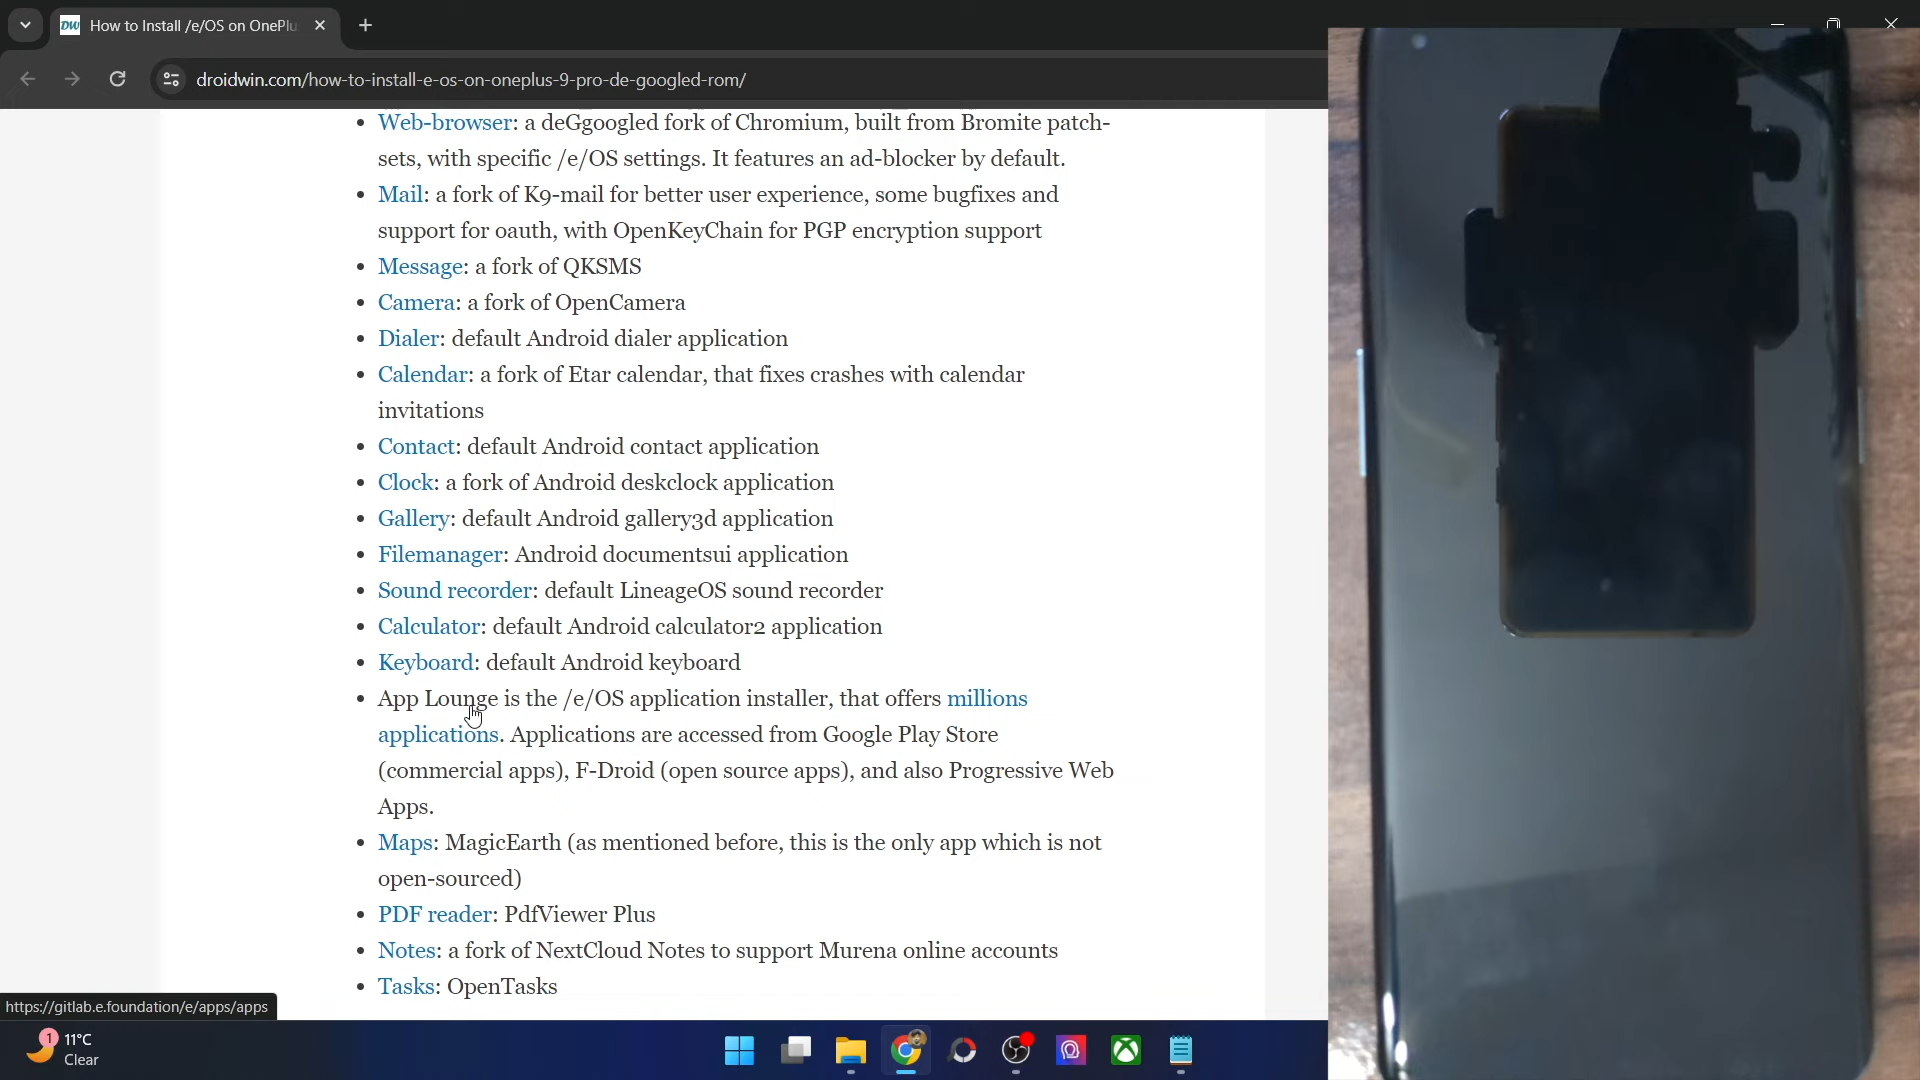 DW How to Install /e/OS on OnePlu
droidwin.com/how-to-install-e-os-on-oneplus-9-pro-de-googled-rom/
• Web-browser: a deGgoogled fork of Chromium, built from Bromite patch-
sets, with specific /e/OS settings. It features an ad-blocker by default.
• Mail: a fork of K9-mail for better user experience, some bugfixes and
support for oauth, with OpenKeyChain for PGP encryption support
• Message: a fork of QKSMS
• Camera: a fork of OpenCamera
• Dialer: default Android dialer application
• Calendar: a fork of Etar calendar, that fixes crashes with calendar
invitations
• Contact: default Android contact application
• Clock: a fork of Android deskclock application
• Gallery: default Android gallery3d application
• Filemanager: Android documentsui application
• Sound recorder: default LineageOS sound recorder
• Calculator: default Android calculator2 application
• Keyboard: default Android keyboard
• App Lounge is the /e/OS application installer, that offers millions
applications. Applications are accessed from Google Play Store
(commercial apps), F-Droid (open source apps), and also Progressive Web
Apps.
• Maps: MagicEarth (as mentioned before, this is the only app which is not
open-sourced)
• PDF reader: PdfViewer Plus
• Notes: a fork of NextCloud Notes to support Murena online accounts
• Tasks: OpenTasks
https://gitlab.e.foundation/e/apps/apps
1 11°C
Clear